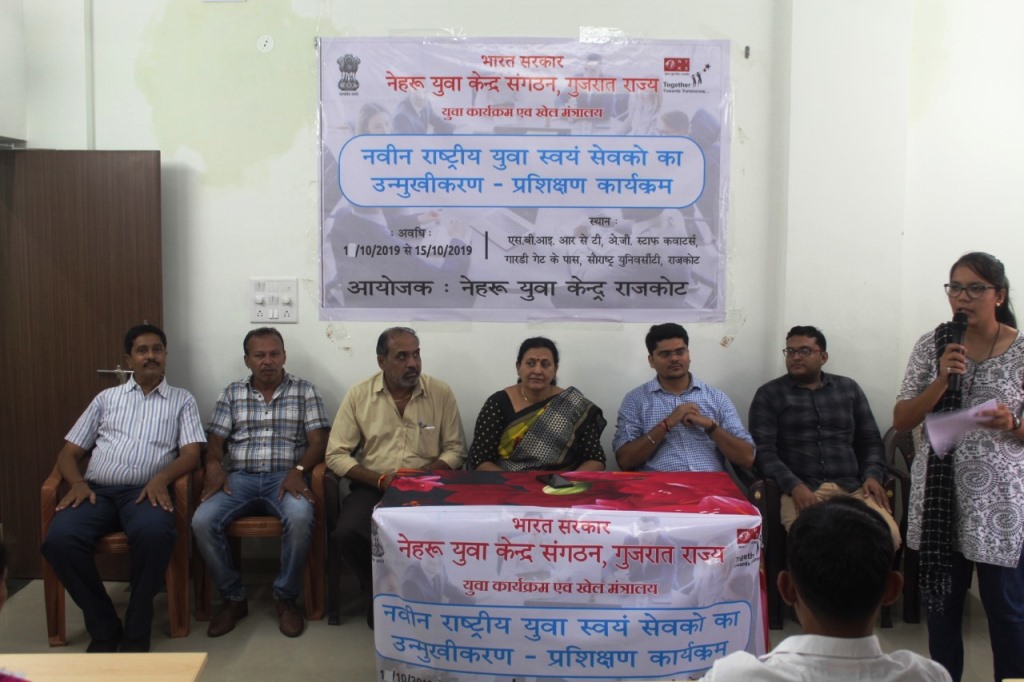 भारत सरकार
नेहरू युवा केन्द्र संगठन, गुजरात राज्य
Together
युवा कार्यक्रम एवं खेल मंत्रालय
नवीन राष्ट्रीय युवा स्वयं सेवको का
उन्मुखीकरण - प्रशिक्षण कार्यक्रम
: अवधि :
/10/2019 से 15/10/2019
स्थान :
एस.बी.आइ. आर से टी, अे.जी. स्टाफ कवाटर्स,
गारडी गेट के पास, सौराष्ट्र युनिवर्सीटी, राजकोट
आयोजक : नेहरू युवा केन्द्र राजकोट
भारत सरकार
नेहरू युवा केन्द्र संगठन, गुजरात राज्य
युवा कार्यक्रम एवं खेल मंत्रालय
नवीन राष्ट्रीय युवा स्वयं सेवको का
उन्मुखीकरण - प्रशिक्षण कार्यक्रम